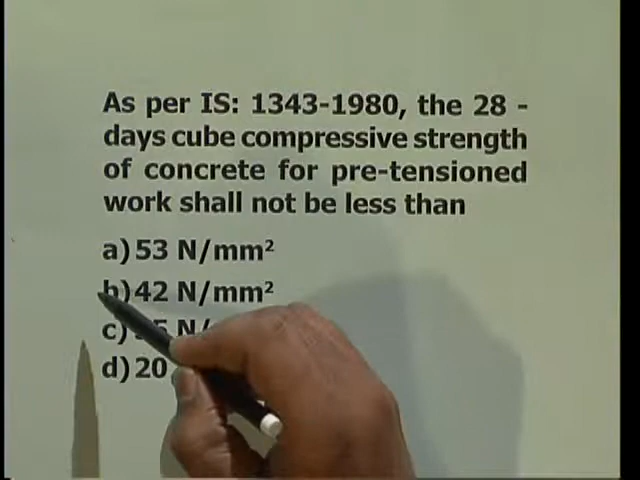 As per IS: 1343-1980, the 28 -
days cube compressive strength
of concrete for pre-tensioned
work shall not be less than
a) 53 N/mm²
b) 42 N/mm²
c)
d) 20